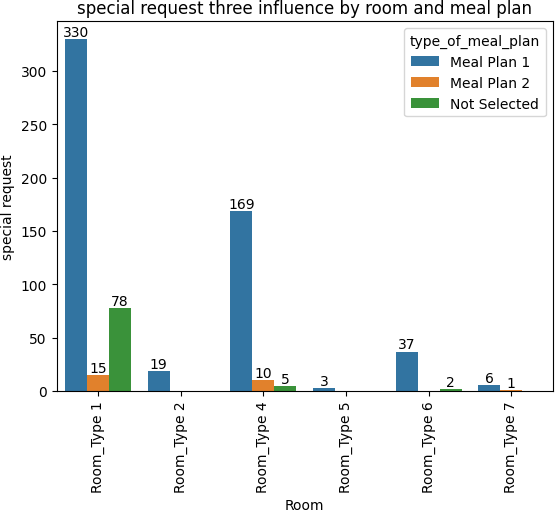 special request three influence by room and meal plan
type_of_meal_plan
Meal Plan 1
Meal Plan 2
Not Selected
special request
300
250
200
150
100
50
0
330
15
78
19
169
10
5
3
37
2
6
1
Room_Type 1
Room_Type 2
Room_Type 4
Room_Type 5
Room_Type 6
Room_Type 7
Room